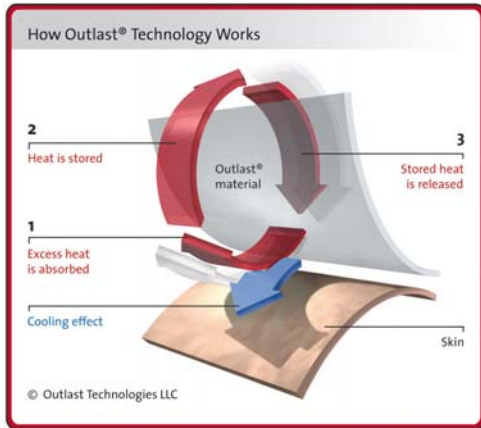 How Outlast® Technology Works
2
Heat is stored
3
Stored heat
is released
Outlast®
material
1
Excess heat
is absorbed
Cooling effect
Skin
© Outlast Technologies LLC